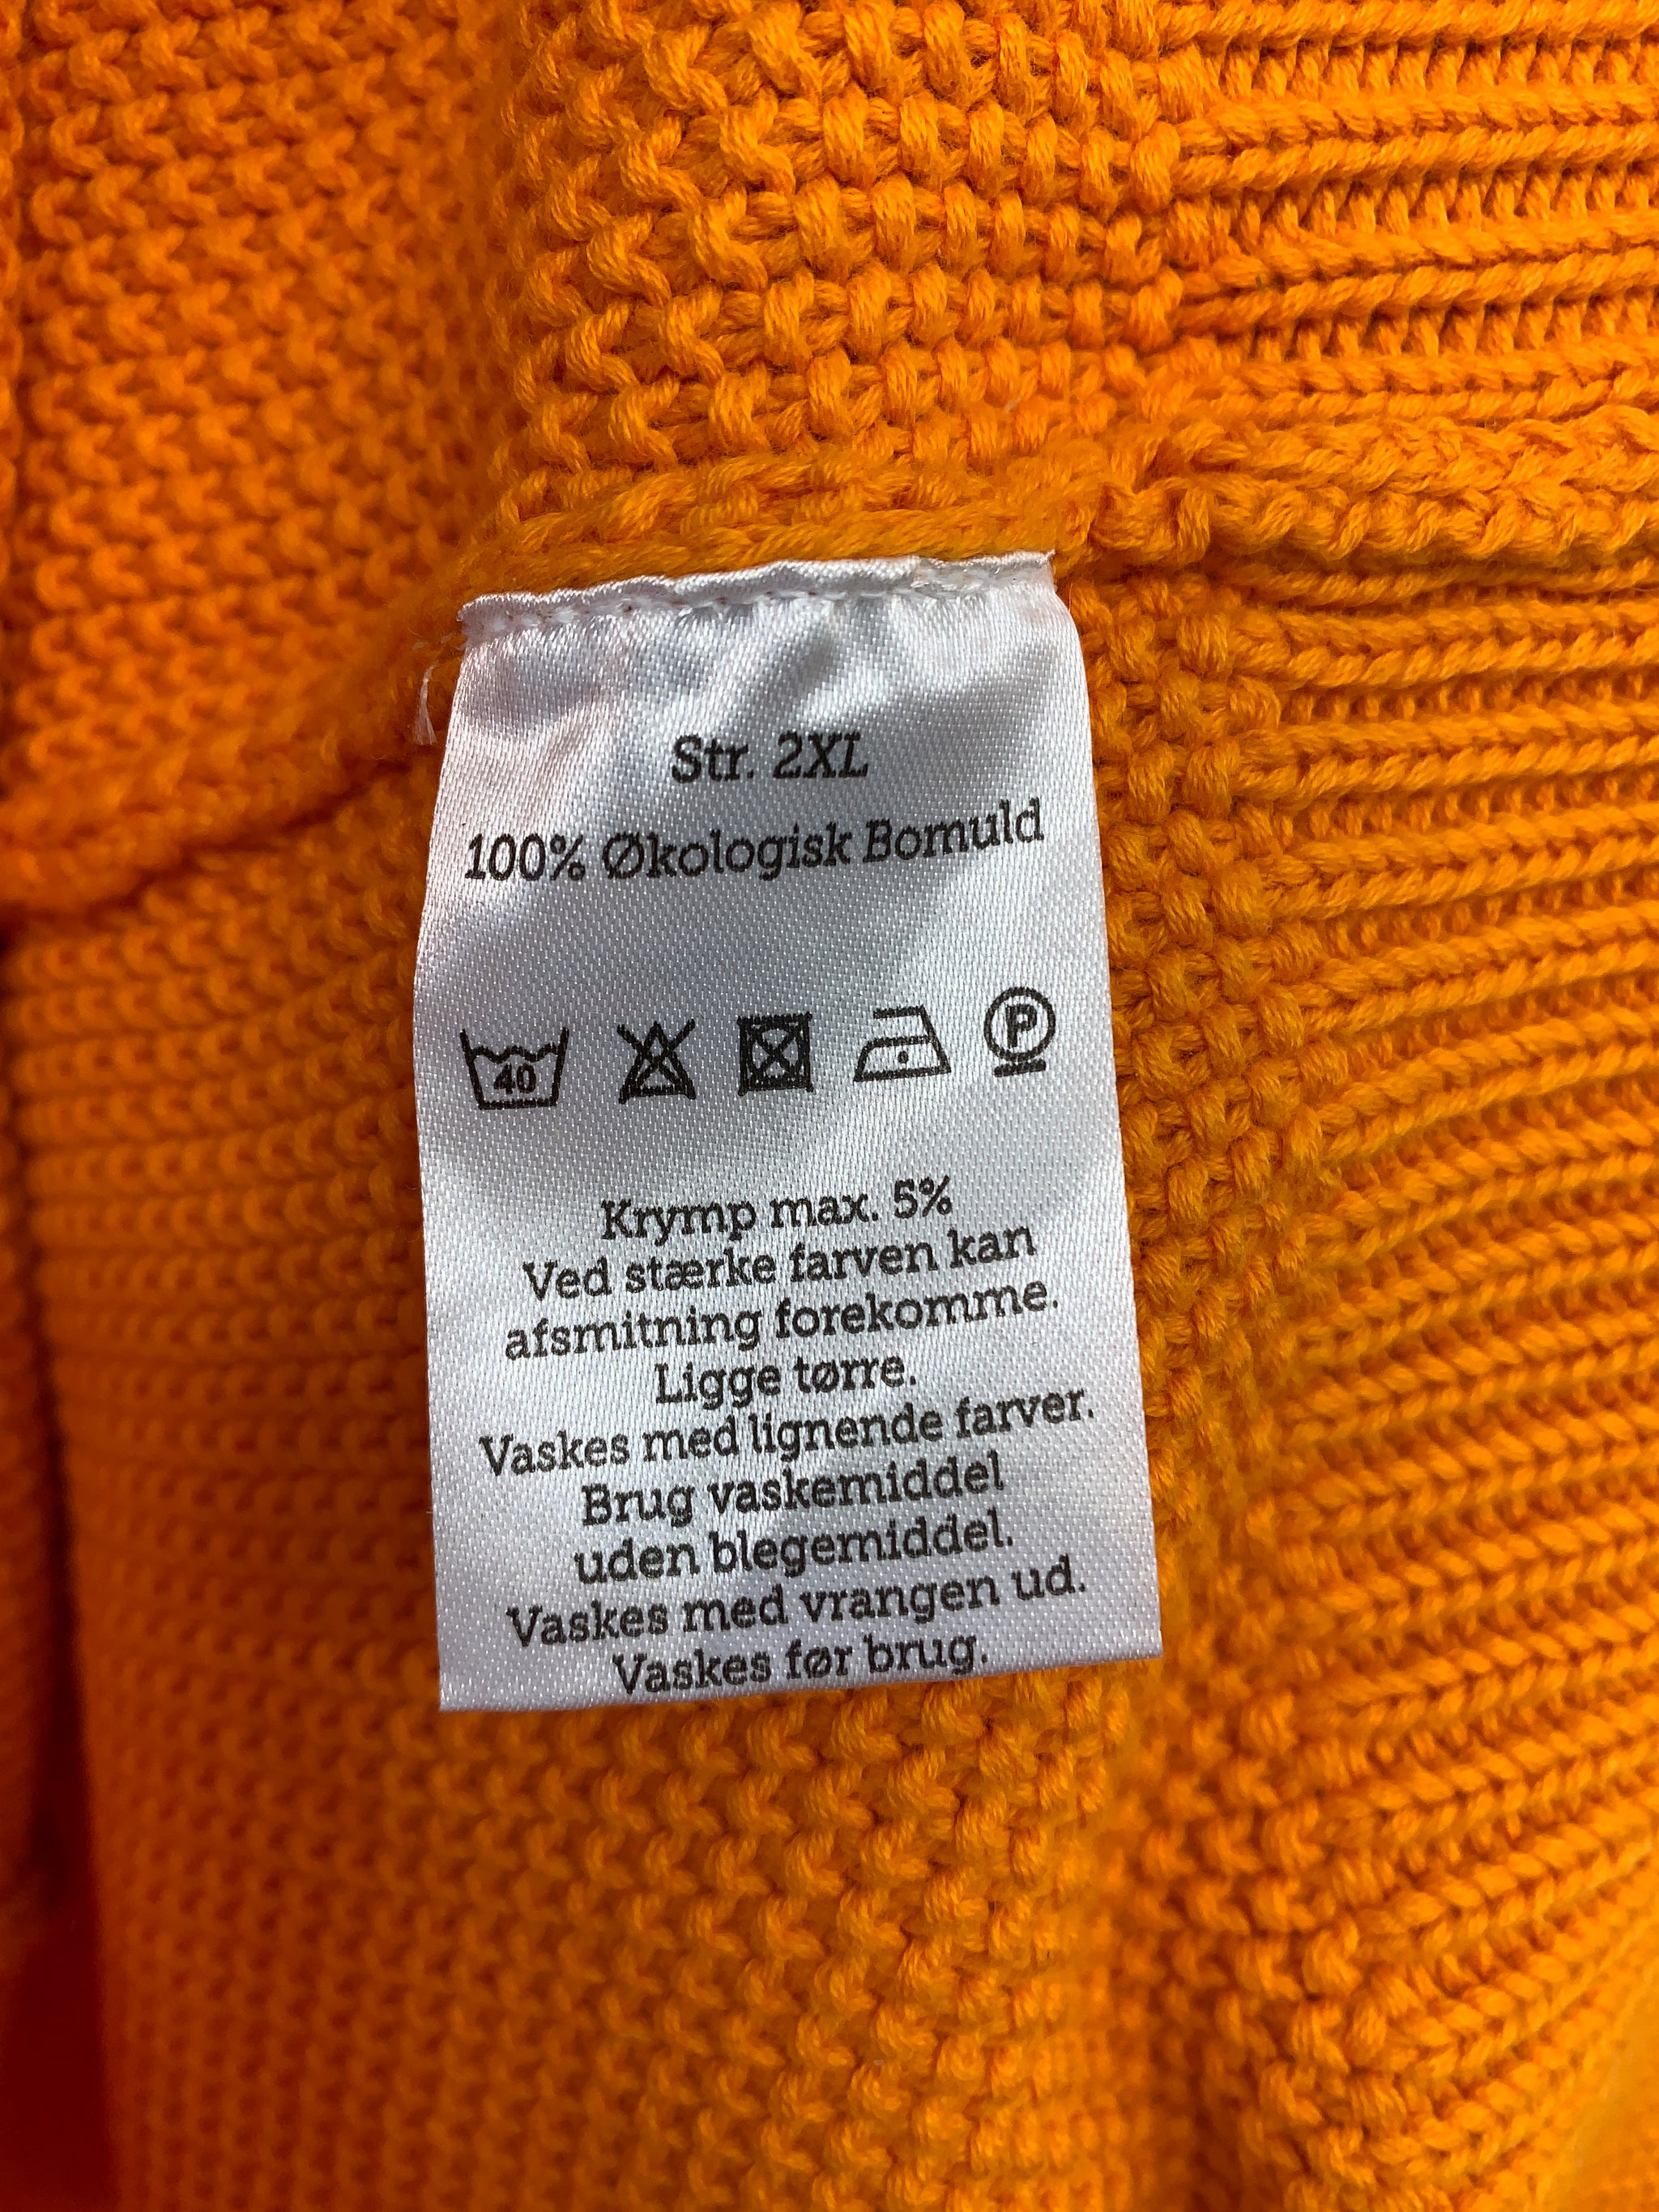 Str. 2XL
100% Økologisk Bomuld
40
P
Krymp max. 5%
Ved stærke farven kan
afsmitning forekomme.
Ligge tørre.
Vaskes med lignende farver.
Brug vaskemiddel
uden blegemiddel.
Vaskes med vrangen ud.
Vaskes før brug.